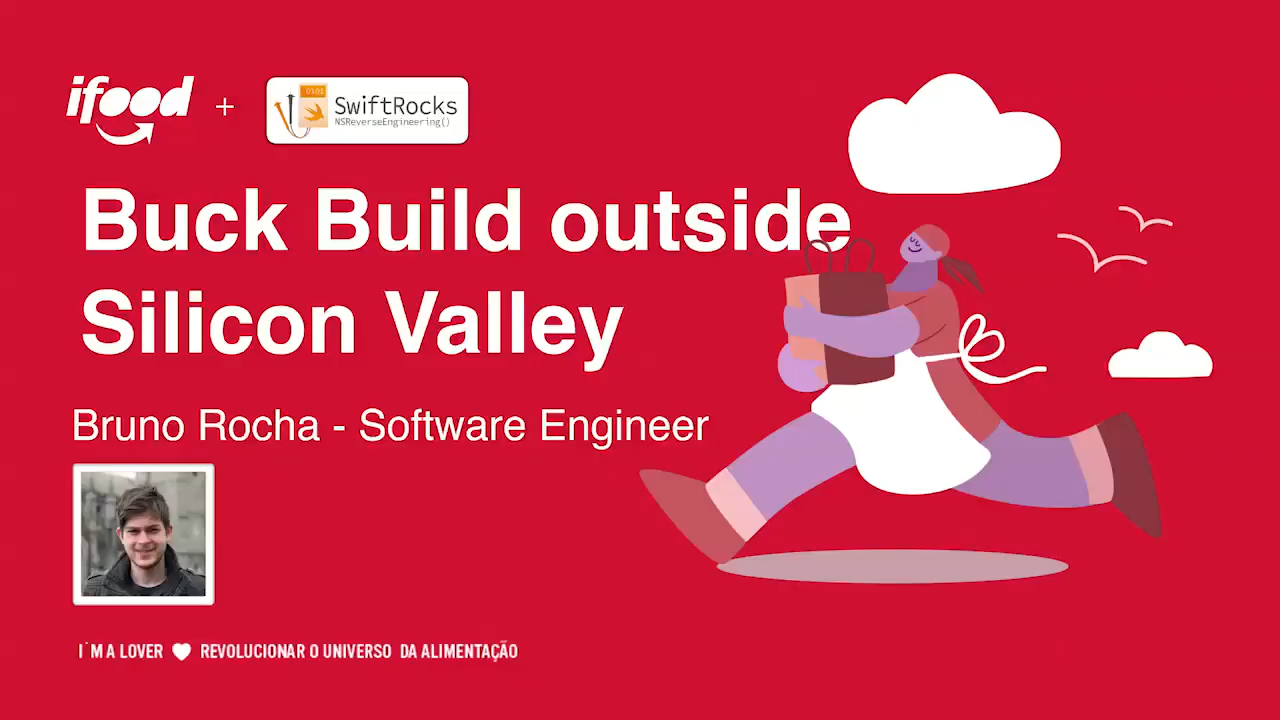 ifood
+
0101
SwiftRocks
NSReverseEngineering()
Buck Build outside
Silicon Valley
Bruno Rocha - Software Engineer
I´M A LOVER REVOLUCIONAR O UNIVERSO DA ALIMENTAÇÃO